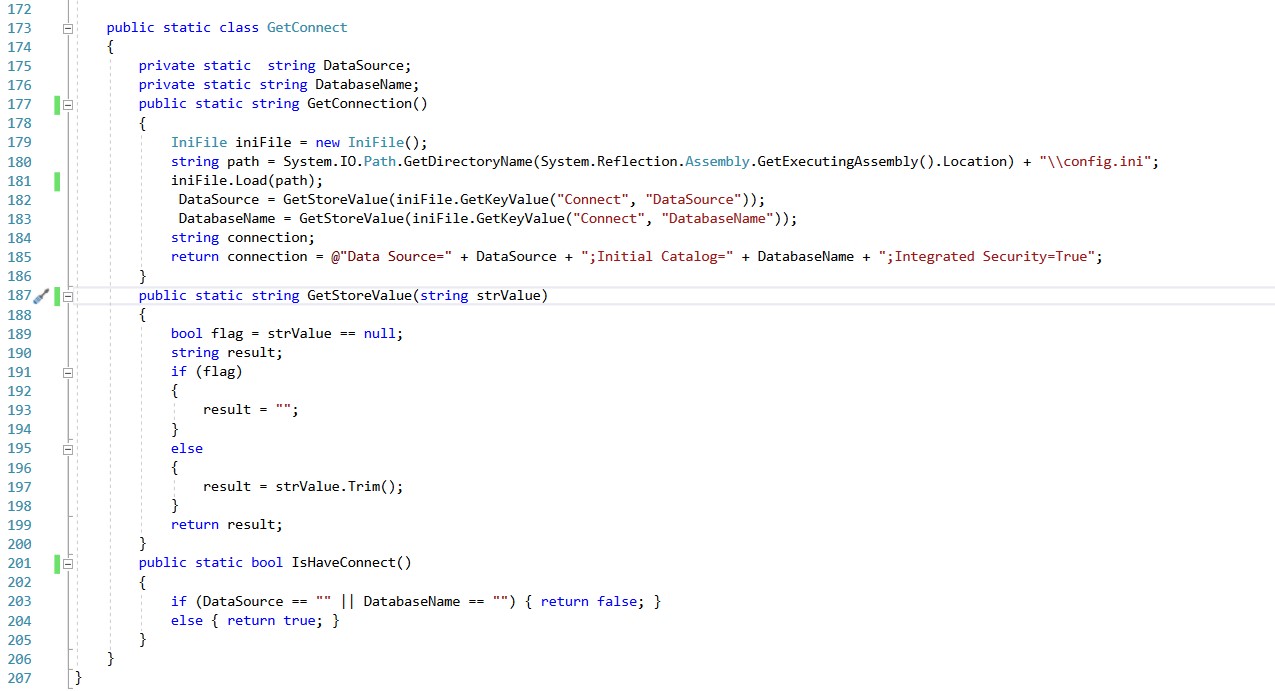 172
173 public static class GetConnect
174 {
175 private static  string DataSource;
176 private static string DatabaseName;
177 public static string GetConnection()
178 {
179 IniFile iniFile = new IniFile();
180 string path = System.IO.Path.GetDirectoryName(System.Reflection.Assembly.GetExecutingAssembly().Location) + "\\config.ini";
181 iniFile.Load(path);
182 DataSource = GetStoreValue(iniFile.GetKeyValue("Connect", "DataSource"));
183 DatabaseName = GetStoreValue(iniFile.GetKeyValue("Connect", "DatabaseName"));
184 string connection;
185 return connection = @"Data Source=" + DataSource + ";Initial Catalog=" + DatabaseName + ";Integrated Security=True";
186 }
187 public static string GetStoreValue(string strValue)
188 {
189 bool flag = strValue == null;
190 string result;
191 if (flag)
192 {
193 result = "";
194 }
195 else
196 {
197 result = strValue.Trim();
198 }
199 return result;
200 }
201 public static bool IsHaveConnect()
202 {
203 if (DataSource == "" || DatabaseName == "") { return false; }
204 else { return true; }
205 }
206 }
207 }